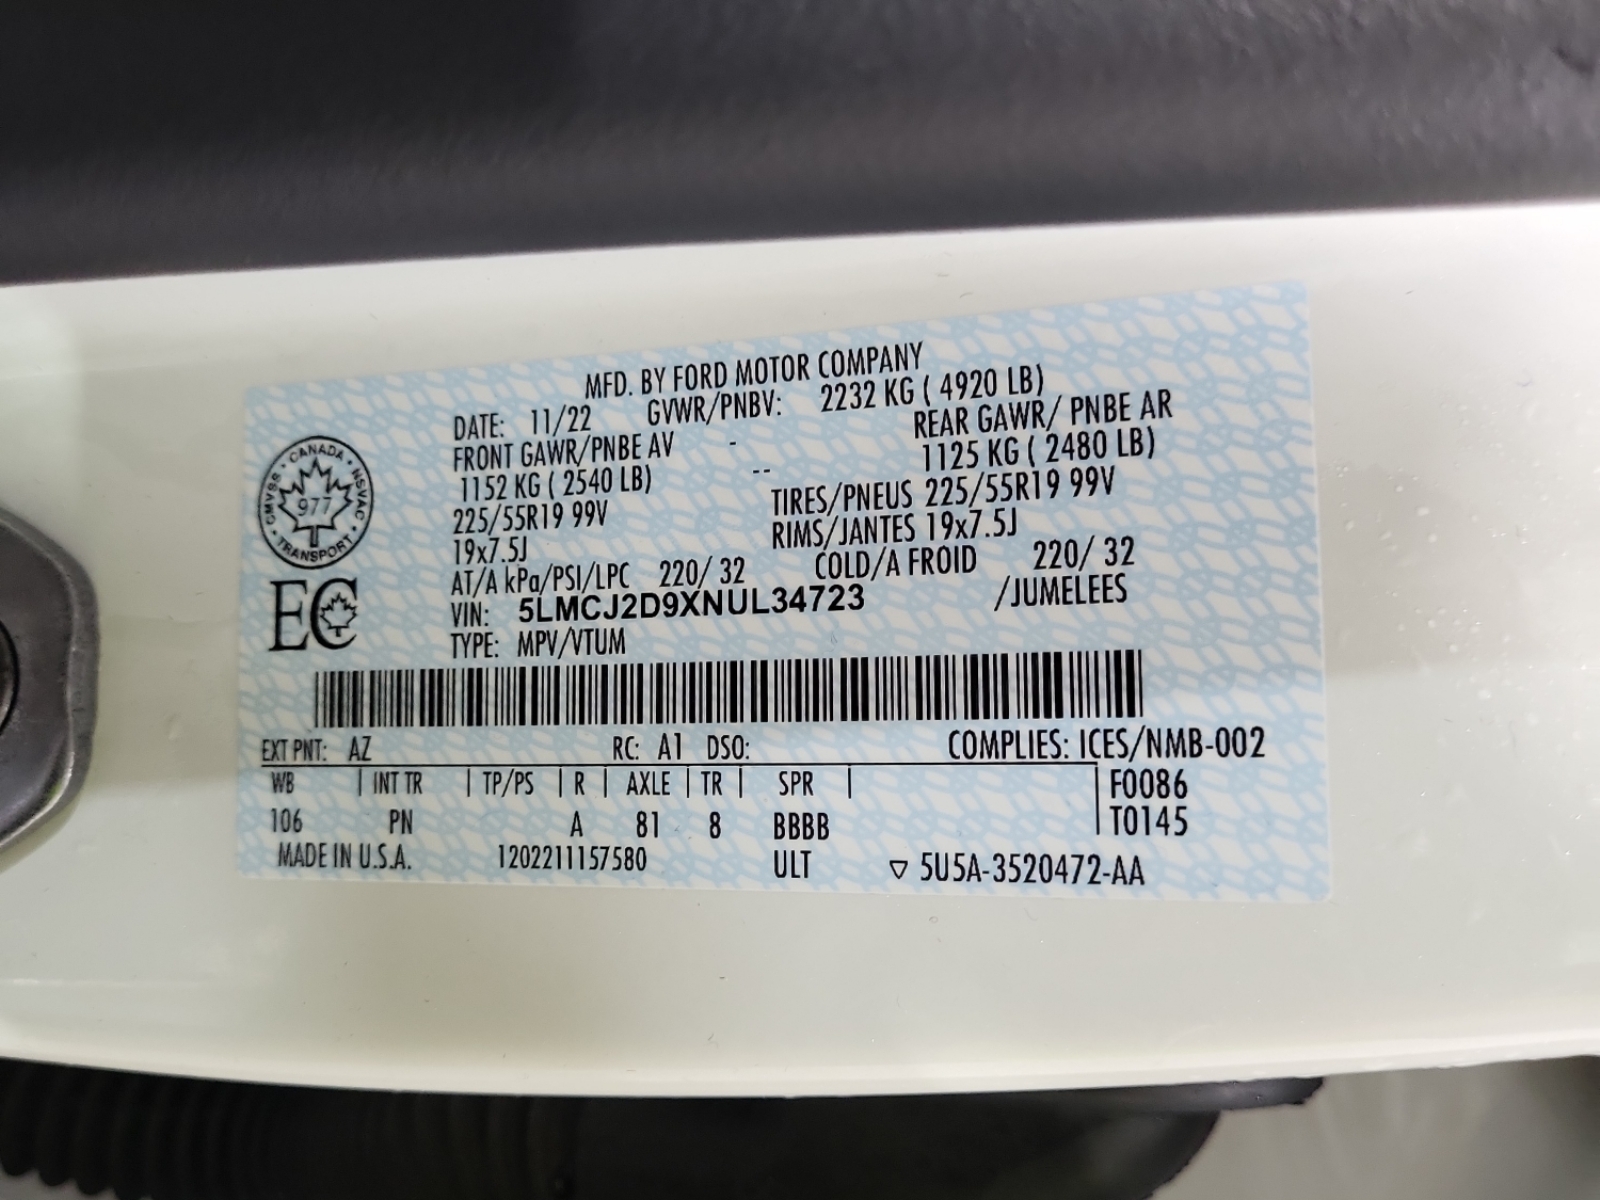 MFD. BY FORD MOTOR COMPANY
DATE: 11/22 GVWR/PNBV: 2232 KG ( 4920 LB)
FRONT GAWR/PNBE AV - REAR GAWR/ PNBE AR
1152 KG ( 2540 LB) -- 1125 KG ( 2480 LB)
225/55R19 99V TIRES/PNEUS 225/55R19 99V
19x7.5J RIMS/JANTES 19x7.5J
AT/A kPa/PSI/LPC 220/ 32 COLD/A FROID 220/ 32
VIN: 5LMCJ2D9XNUL34723 /JUMELEES
TYPE: MPV/VTUM
CANADA · NSVAC · TRANSPORT · CMVSS ·
977
EC
EXT PNT: AZ RC: A1 DSO: COMPLIES: ICES/NMB-002
WB | INT TR | TP/PS | R | AXLE | TR | SPR | F0086
106 PN A 81 8 BBBB T0145
MADE IN U.S.A. 1202211157580 ULT ▽ 5U5A-3520472-AA